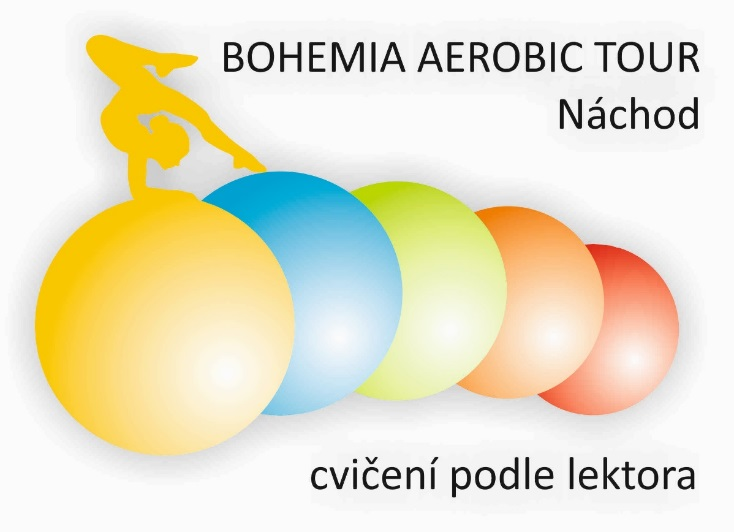 BOHEMIA AEROBIC TOUR
Náchod
cvičení podle lektora